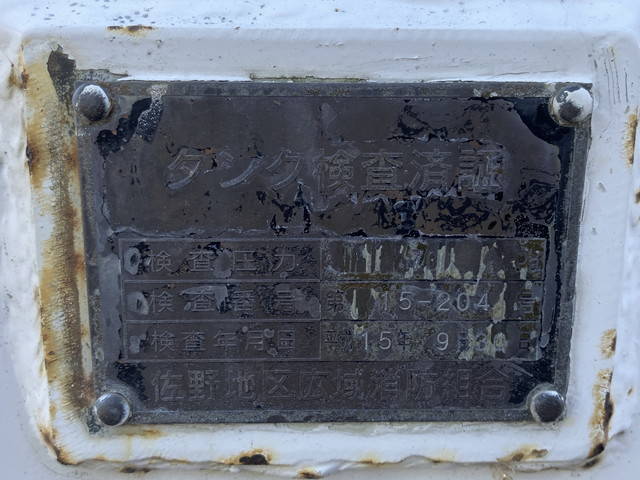 タンク検査済証
検査圧力
検査番号 第 15-204 号
検査年月日 平 15年 9月 日
佐野地区広域消防組合